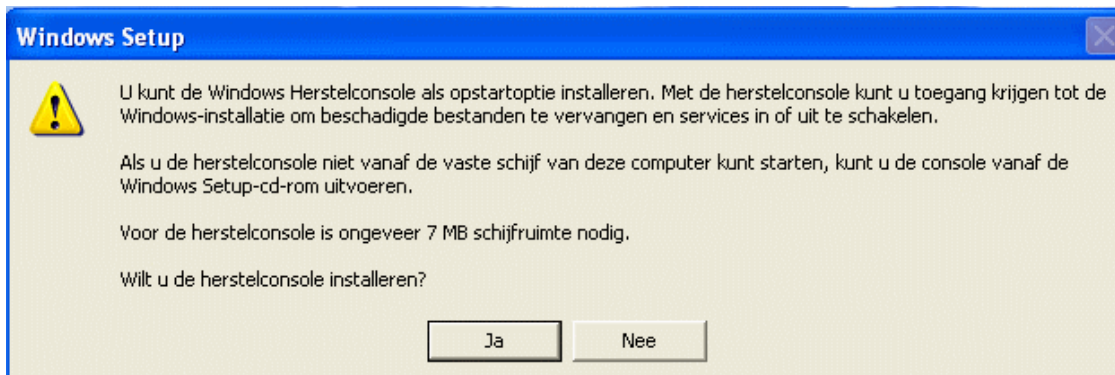 Windows Setup
U kunt de Windows Herstelconsole als opstartoptie installeren. Met de herstelconsole kunt u toegang krijgen tot de
Windows-installatie om beschadigde bestanden te vervangen en services in of uit te schakelen.
Als u de herstelconsole niet vanaf de vaste schijf van deze computer kunt starten, kunt u de console vanaf de
Windows Setup-cd-rom uitvoeren.
Voor de herstelconsole is ongeveer 7 MB schijfruimte nodig.
Wilt u de herstelconsole installeren?
Ja Nee